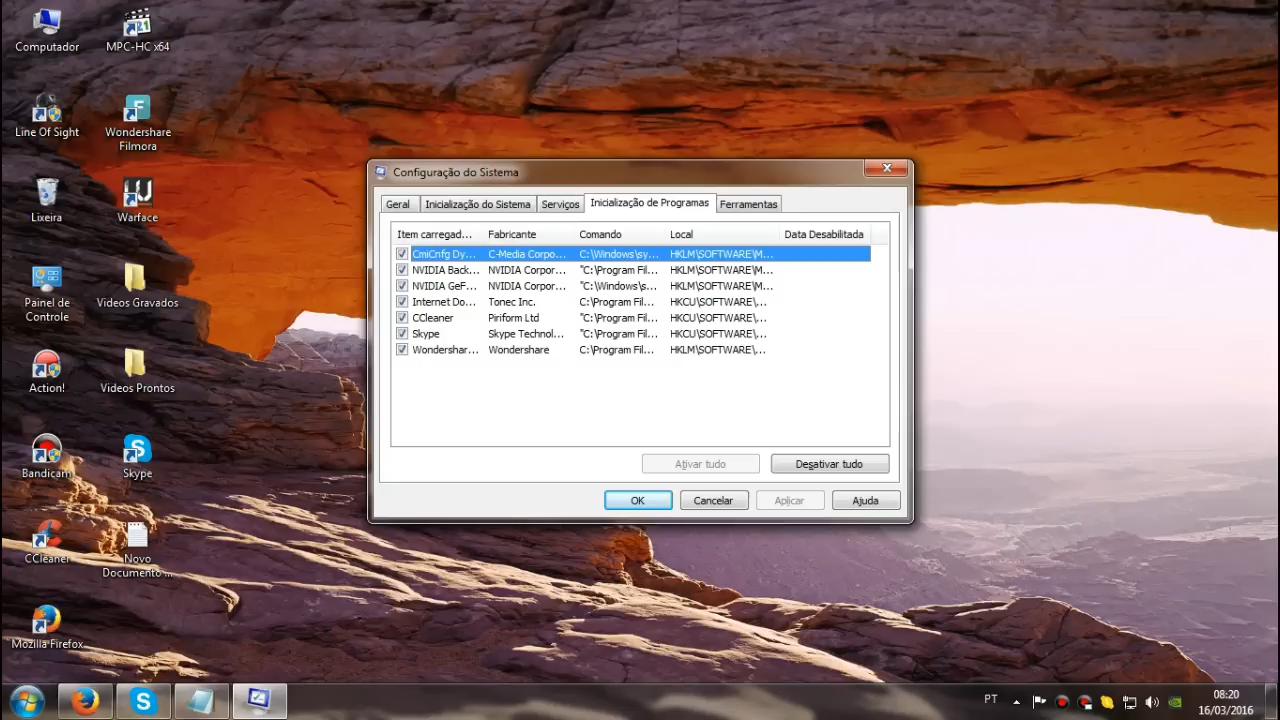 Computador
MPC-HC x64
Line Of Sight
Wondershare
Filmora
Lixeira
Warface
Painel de
Controle
Videos Gravados
Action!
Videos Prontos
Bandicam
Skype
CCleaner
Novo
Documento ...
Mozilla Firefox
Configuração do Sistema
Geral
Inicialização do Sistema
Serviços
Inicialização de Programas
Ferramentas
Item carregad... Fabricante Comando Local Data Desabilitada
CmiCnfg Dy... C-Media Corpo... C:\Windows\sy... HKLM\SOFTWARE\M...
NVIDIA Back... NVIDIA Corpor... "C:\Program Fil... HKLM\SOFTWARE\M...
NVIDIA GeF... NVIDIA Corpor... "C:\Windows\s... HKLM\SOFTWARE\M...
Internet Do... Tonec Inc. C:\Program Fil... HKCU\SOFTWARE\...
CCleaner Piriform Ltd "C:\Program Fil... HKCU\SOFTWARE\...
Skype Skype Technol... "C:\Program Fil... HKCU\SOFTWARE\...
Wondershar... Wondershare C:\Program Fil... HKLM\SOFTWARE\...
Ativar tudo
Desativar tudo
OK
Cancelar
Aplicar
Ajuda
PT
08:20
16/03/2016